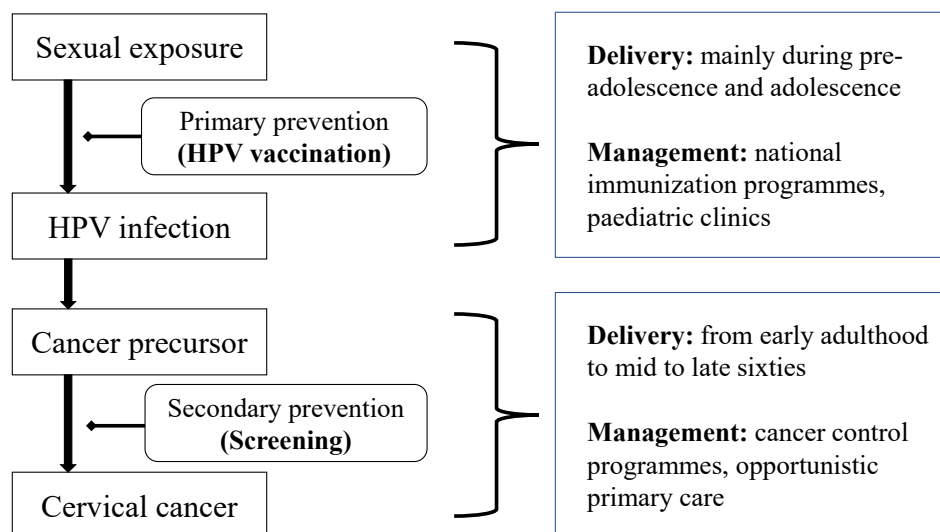 Sexual exposure
Primary prevention
(HPV vaccination)
HPV infection
Delivery: mainly during pre-
adolescence and adolescence
Management: national
immunization programmes,
paediatric clinics
Cancer precursor
Secondary prevention
(Screening)
Cervical cancer
Delivery: from early adulthood
to mid to late sixties
Management: cancer control
programmes, opportunistic
primary care